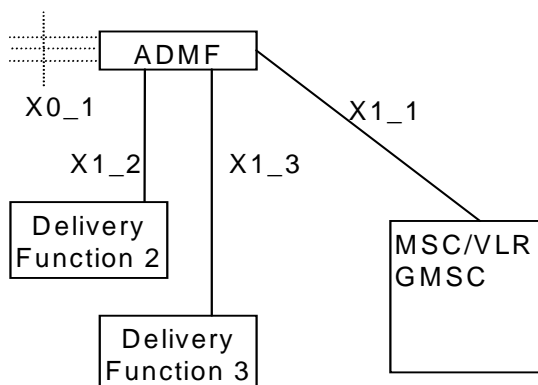 ADMF
X0_1
X1_1
X1_2
X1_3
Delivery
Function 2
MSC/VLR
GMSC
Delivery
Function 3